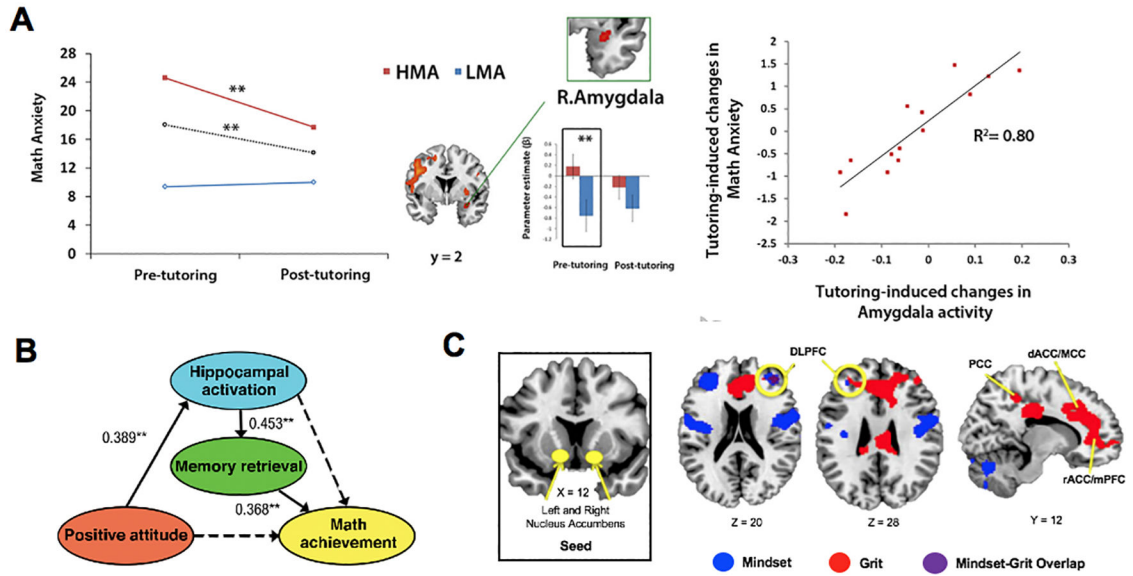 A
Math Anxiety
28
24
20
16
12
8
4
0
**
**
Pre-tutoring
Post-tutoring
HMA
LMA
y = 2
R.Amygdala
Parameter estimate (β)
**
Pre-tutoring
Post-tutoring
Tutoring-induced changes in
Math Anxiety
2
1.5
1
0.5
0
-0.5
-1
-1.5
-2
-2.5
R²= 0.80
-0.3
-0.2
-0.1
0
0.1
0.2
0.3
Tutoring-induced changes in
Amygdala activity
B
Hippocampal
activation
0.389**
0.453**
Memory retrieval
0.368**
Positive attitude
Math
achievement
C
X = 12
Left and Right
Nucleus Accumbens
Seed
DLPFC
Z = 20
Z = 28
PCC
dACC/MCC
rACC/mPFC
Y = 12
Mindset
Grit
Mindset-Grit Overlap